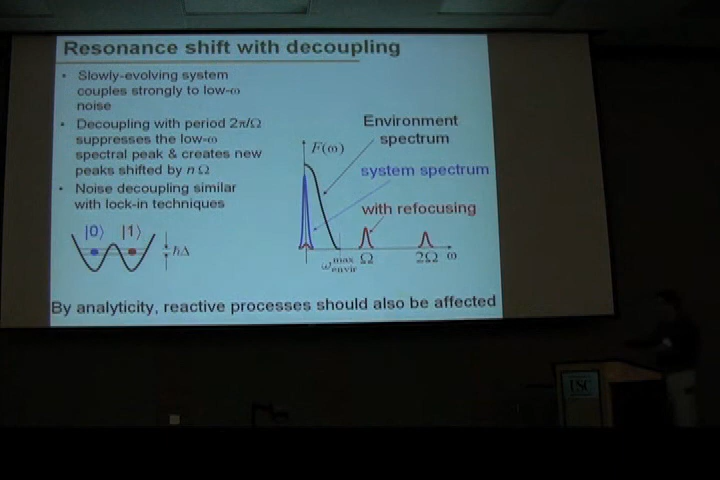 Resonance shift with decoupling
• Slowly-evolving system
couples strongly to low-ω
noise
• Decoupling with period 2π/Ω
suppresses the low-ω
spectral peak & creates new
peaks shifted by n Ω
• Noise decoupling similar
with lock-in techniques
|0⟩ |1⟩
ħΔ
Environment
spectrum
F(ω)
system spectrum
with refocusing
ω max envir Ω 2Ω ω
By analyticity, reactive processes should also be affected
USC